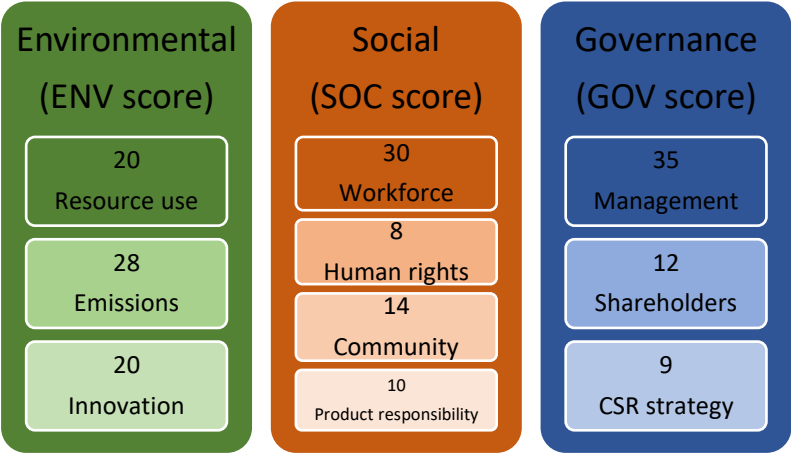 Environmental
(ENV score)
20
Resource use
28
Emissions
20
Innovation
Social
(SOC score)
30
Workforce
8
Human rights
14
Community
10
Product responsibility
Governance
(GOV score)
35
Management
12
Shareholders
9
CSR strategy